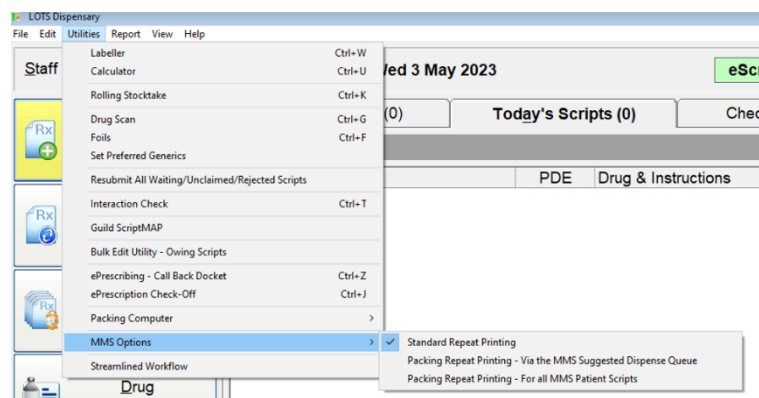 LOTS Dispensary
File Edit Utilities Report View Help
Staff
Labeller Ctrl+W
Calculator Ctrl+U
Rolling Stocktake Ctrl+K
Drug Scan Ctrl+G
Foils Ctrl+F
Set Preferred Generics
Resubmit All Waiting/Unclaimed/Rejected Scripts
Interaction Check Ctrl+T
Guild ScriptMAP
Bulk Edit Utility - Owing Scripts
ePrescribing - Call Back Docket Ctrl+Z
ePrescription Check-Off Ctrl+J
Packing Computer
MMS Options
Streamlined Workflow
Drug
3 May 2023
(0)
Today's Scripts (0)
PDE Drug & Instructions
Rx
Rx
Rx
Standard Repeat Printing
Packing Repeat Printing - Via the MMS Suggested Dispense Queue
Packing Repeat Printing - For all MMS Patient Scripts